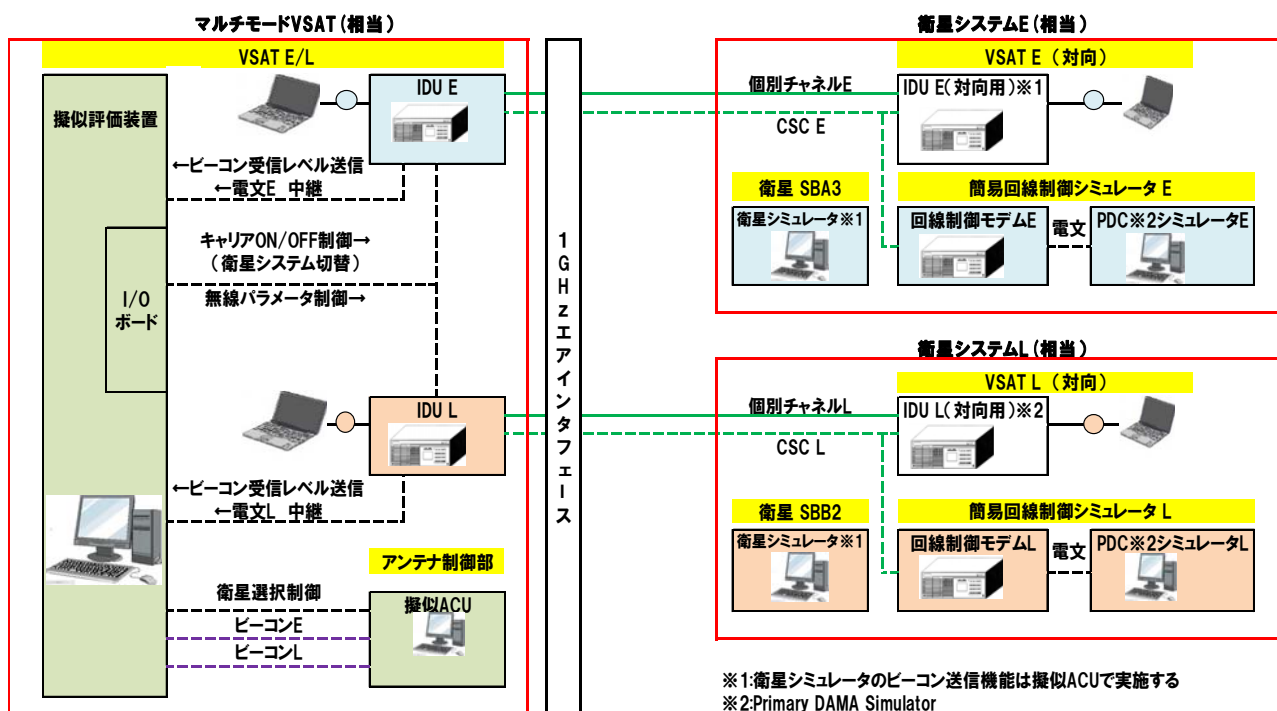 マルチモードVSAT(相当)
VSAT E/L
擬似評価装置
IDU E
←ビーコン受信レベル送信
←電文E 中継
キャリアON/OFF制御→
(衛星システム切替)
無線パラメータ制御→
I/O
ボード
IDU L
←ビーコン受信レベル送信
←電文L 中継
アンテナ制御部
衛星選択制御
ビーコンE
ビーコンL
擬似ACU
1GHzエアインタフェース
衛星システムE(相当)
VSAT E (対向)
個別チャネルE
CSC E
IDU E(対向用)※1
衛星 SBA3
衛星シミュレータ※1
簡易回線制御シミュレータ E
回線制御モデムE
電文
PDC※2シミュレータE
衛星システムL(相当)
VSAT L (対向)
個別チャネルL
CSC L
IDU L(対向用)※2
衛星 SBB2
衛星シミュレータ※1
簡易回線制御シミュレータ L
回線制御モデムL
電文
PDC※2シミュレータL
※1:衛星シミュレータのビーコン送信機能は擬似ACUで実施する
※2:Primary DAMA Simulator